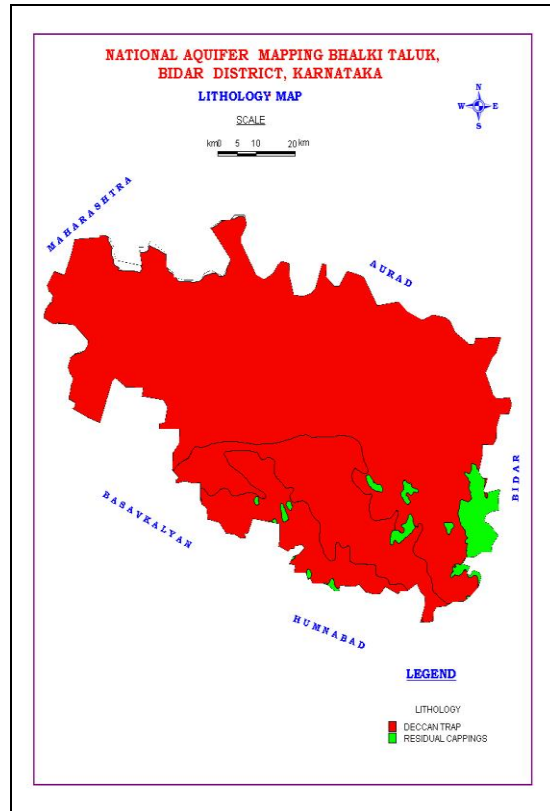 NATIONAL AQUIFER MAPPING BHALKI TALUK,
BIDAR DISTRICT, KARNATAKA
LITHOLOGY MAP
N
W E
S
SCALE
km0 5 10 20 km
MAHARASHTRA
AURAD
BIDAR
BASAVKALYAN
HUMNABAD
LEGEND
LITHOLOGY
DECCAN TRAP
RESIDUAL CAPPINGS